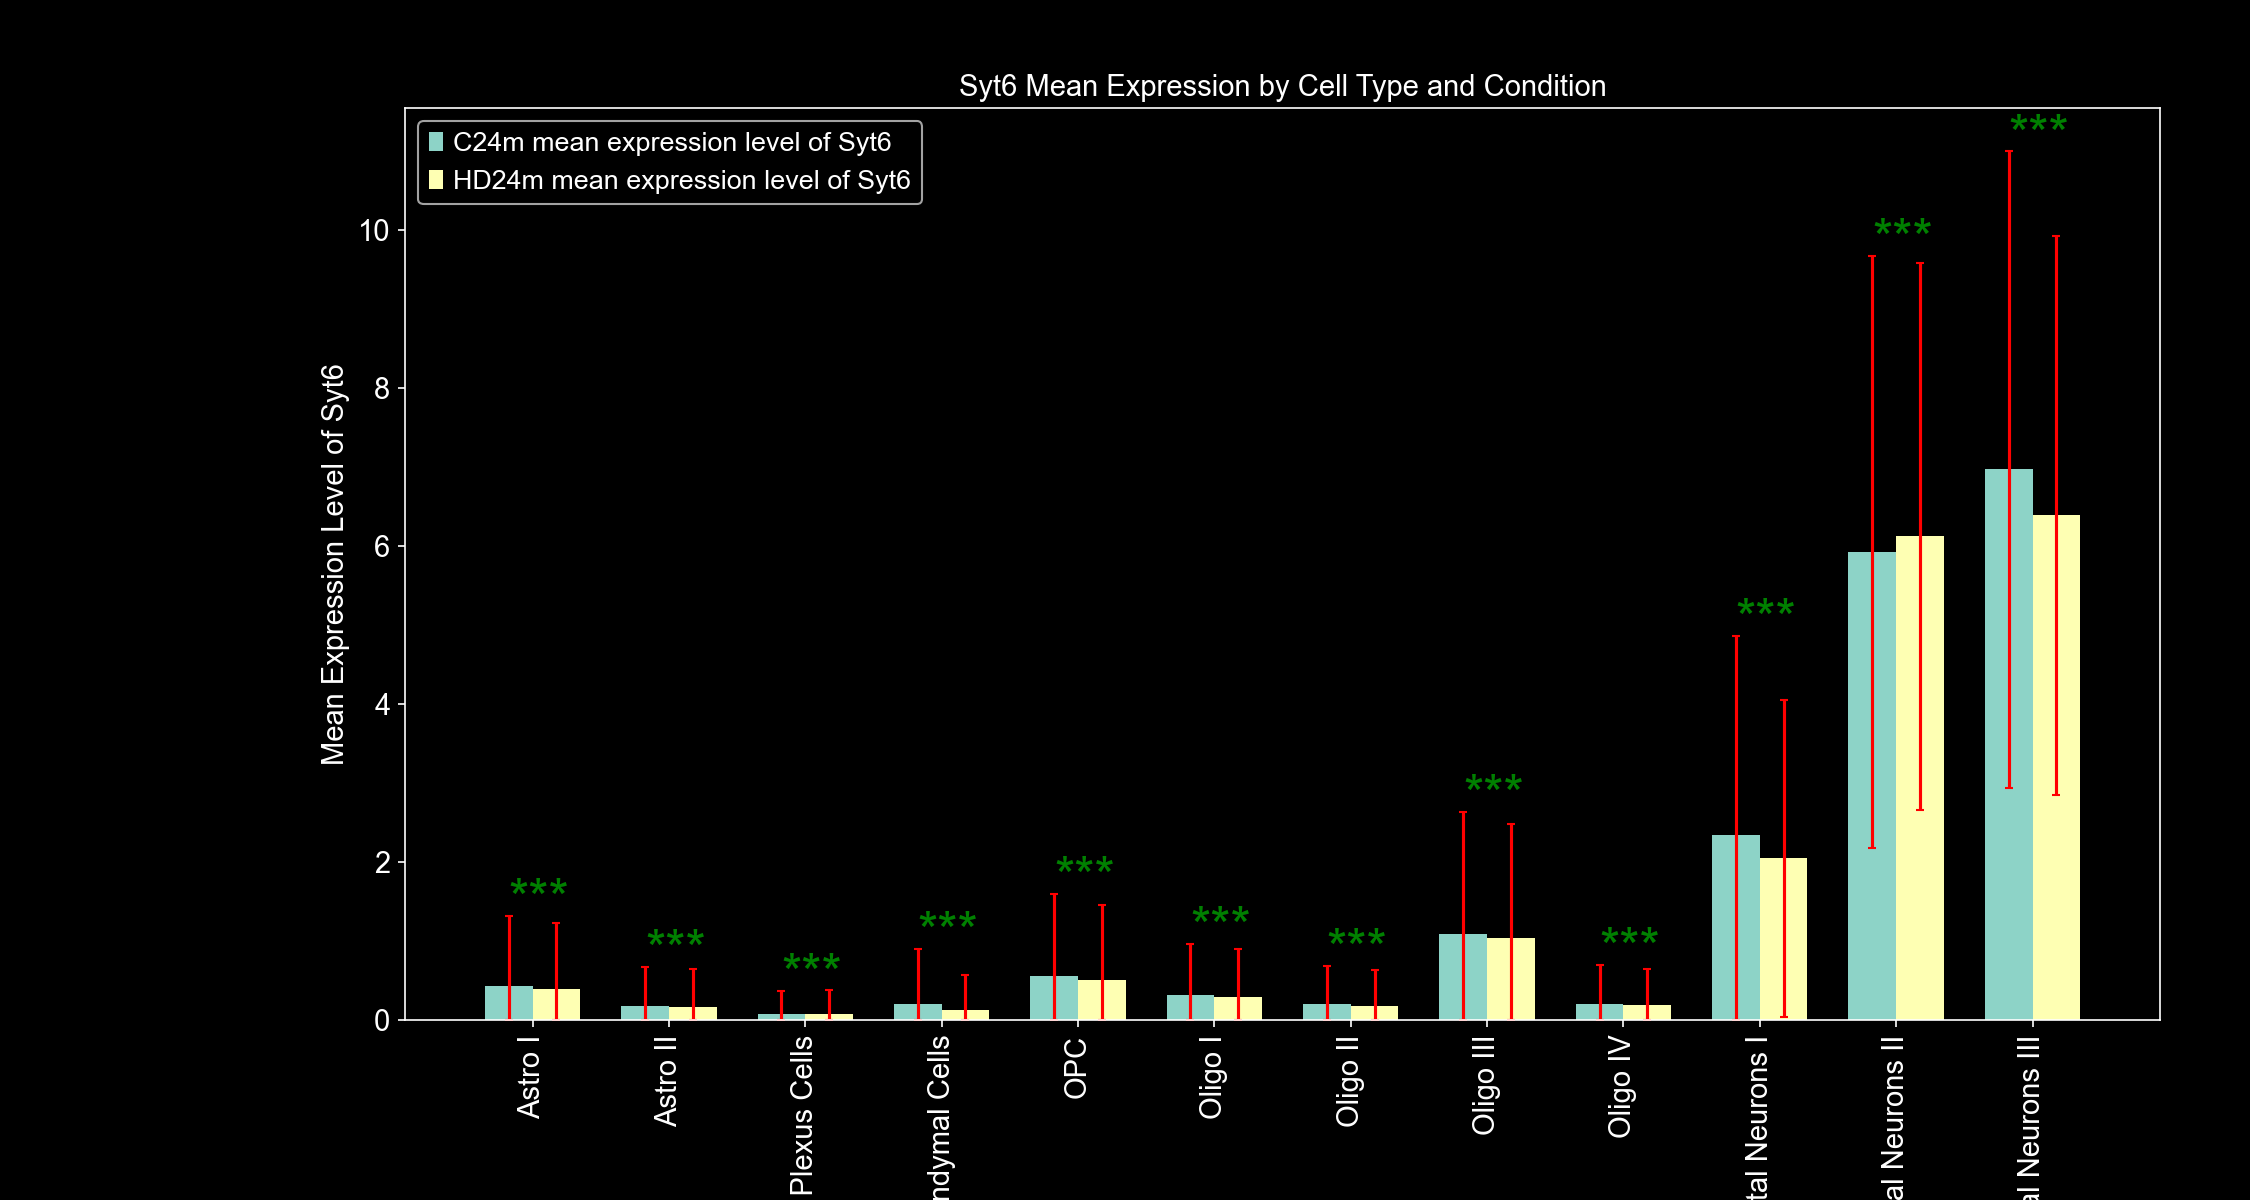 Syt6 Mean Expression by Cell Type and Condition
C24m mean expression level of Syt6
HD24m mean expression level of Syt6
Mean Expression Level of Syt6
10
8
6
4
2
0
***
***
***
***
***
***
***
***
***
***
***
***
Astro I
Astro II
Plexus Cells
ndymal Cells
OPC
Oligo I
Oligo II
Oligo III
Oligo IV
tal Neurons I
al Neurons II
al Neurons III